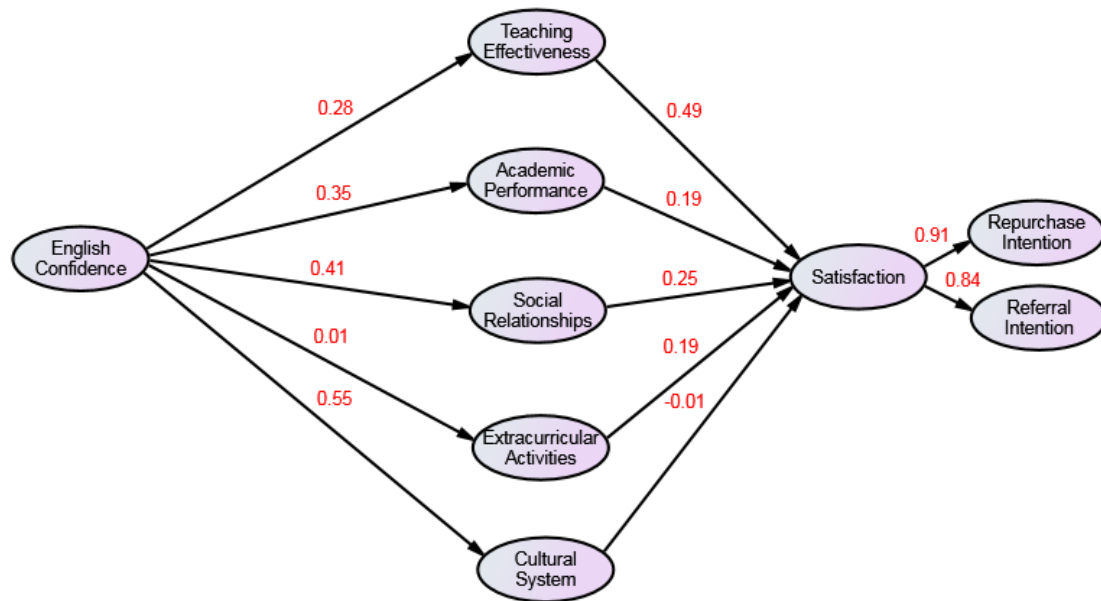 Teaching
Effectiveness
0.28
0.49
Academic
Performance
0.35
0.19
Repurchase
Intention
0.91
English
Confidence
Satisfaction
0.41
Social
Relationships
0.25
0.84
Referral
Intention
0.01
0.19
0.55
-0.01
Extracurricular
Activities
Cultural
System